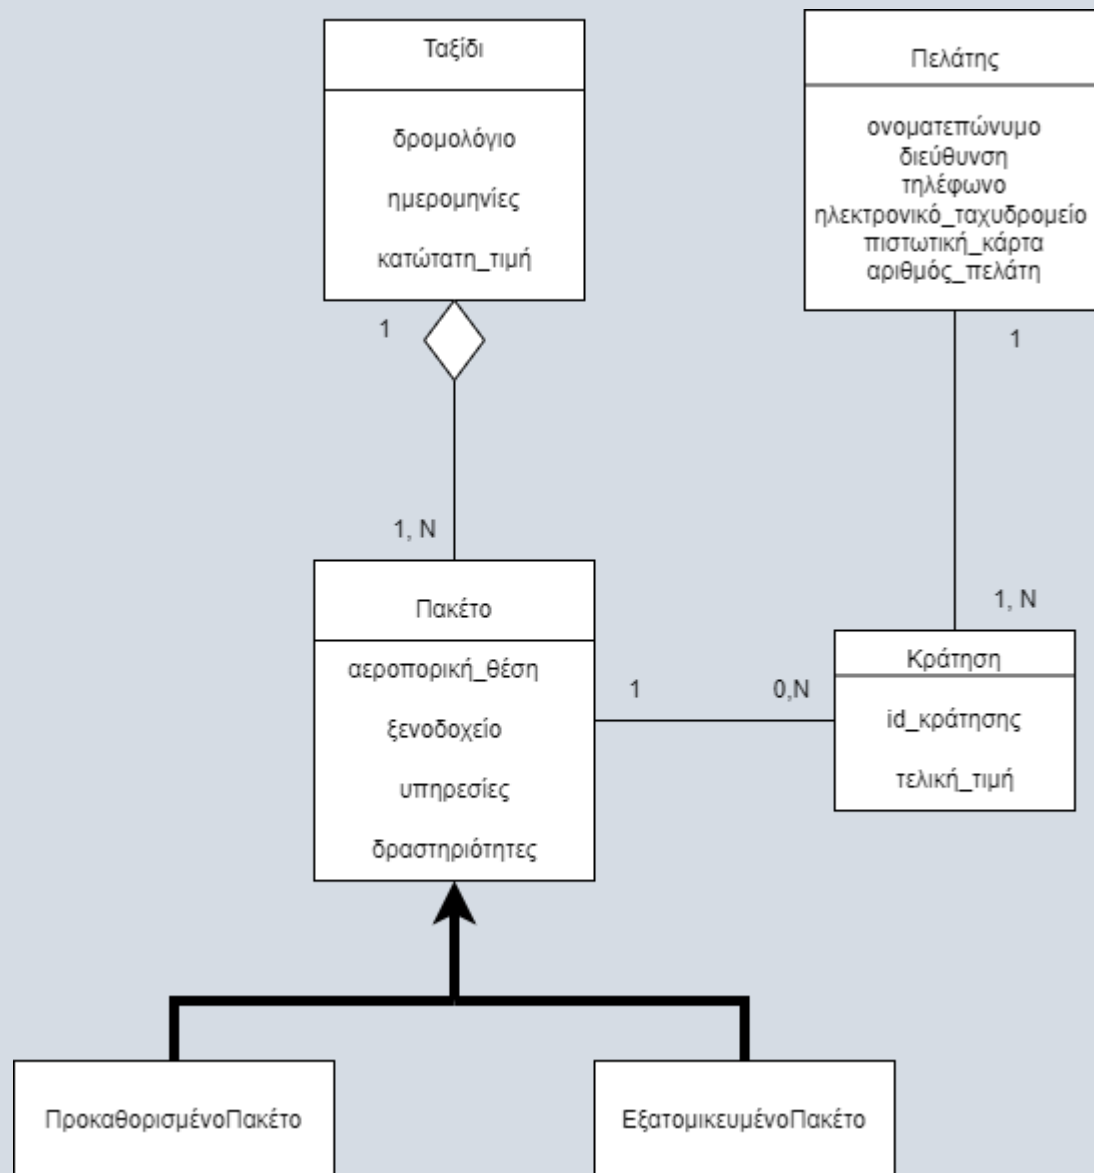 Ταξίδι
δρομολόγιο
ημερομηνίες
κατώτατη_τιμή
Πελάτης
ονοματεπώνυμο
διεύθυνση
τηλέφωνο
ηλεκτρονικό_ταχυδρομείο
πιστωτική_κάρτα
αριθμός_πελάτη
1
1
1, N
1, N
Πακέτο
αεροπορική_θέση
ξενοδοχείο
υπηρεσίες
δραστηριότητες
1
0,N
Κράτηση
id_κράτησης
τελική_τιμή
ΠροκαθορισμένοΠακέτο
ΕξατομικευμένοΠακέτο